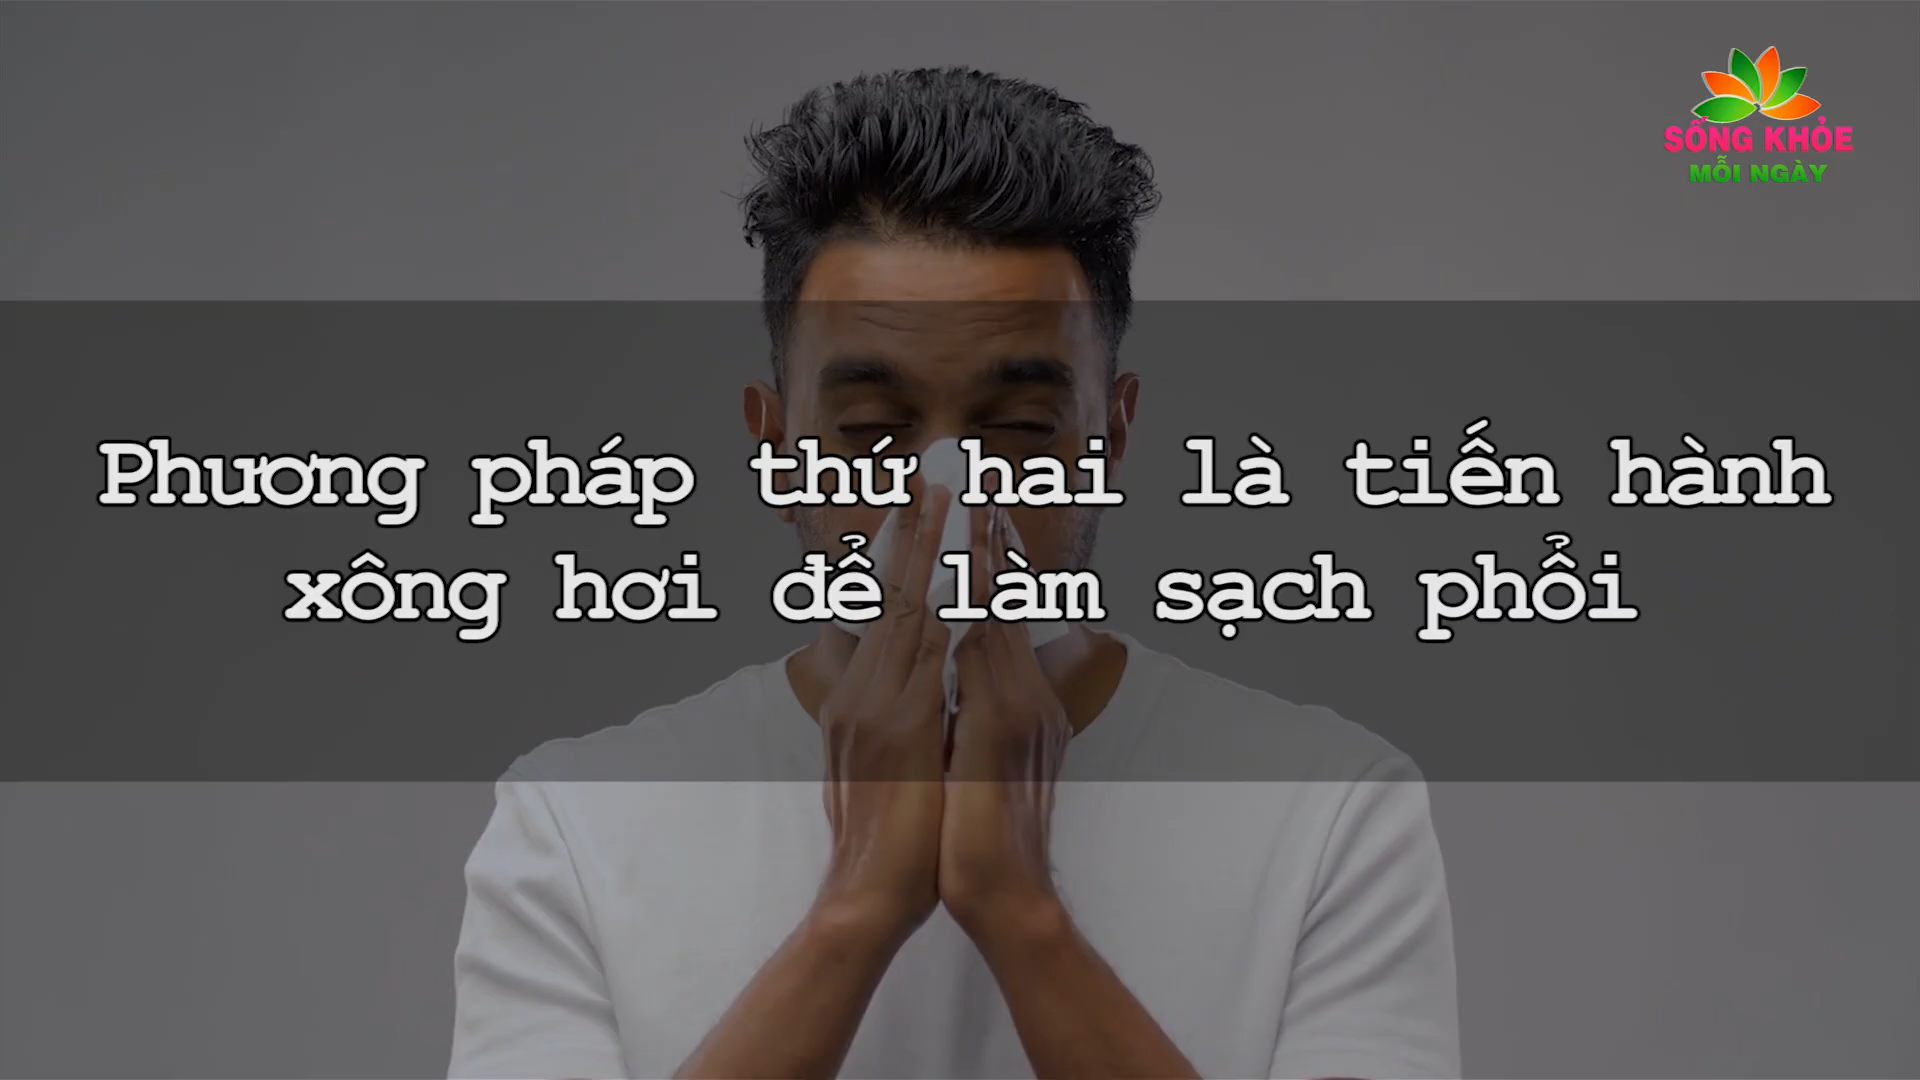 SỐNG KHỎE
MỖI NGÀY
Phương pháp thứ hai là tiến hành
xông hơi để làm sạch phổi